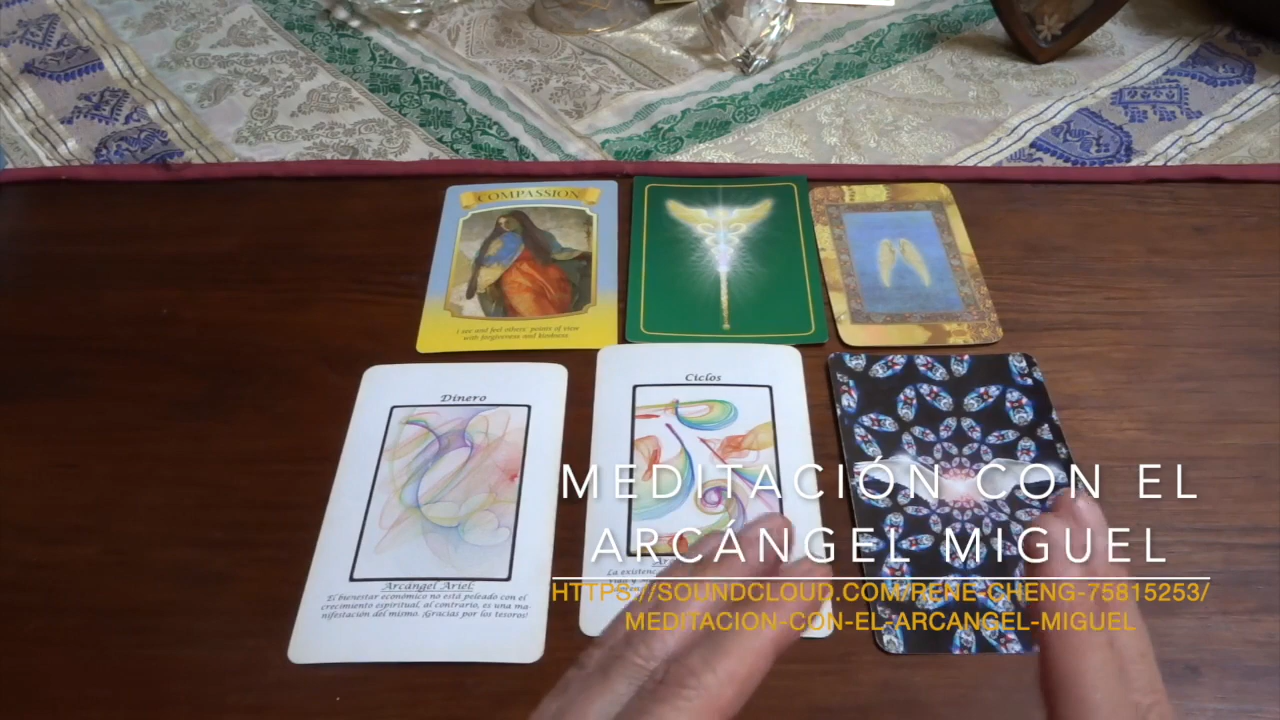 COMPASSION
I see and feel others' points of view
with forgiveness and kindness.
Dinero
Arcángel Ariel:
El bienestar económico no está peleado con el
crecimiento espiritual, al contrario, es una ma-
nifestación del mismo. ¡Gracias por los tesoros!
Ciclos
La existenc
MEDITACIÓN CON EL
ARCÁNGEL MIGUEL
HTTPS://SOUNDCLOUD.COM/RENE-CHENG-75815253/
MEDITACION-CON-EL-ARCANGEL-MIGUEL